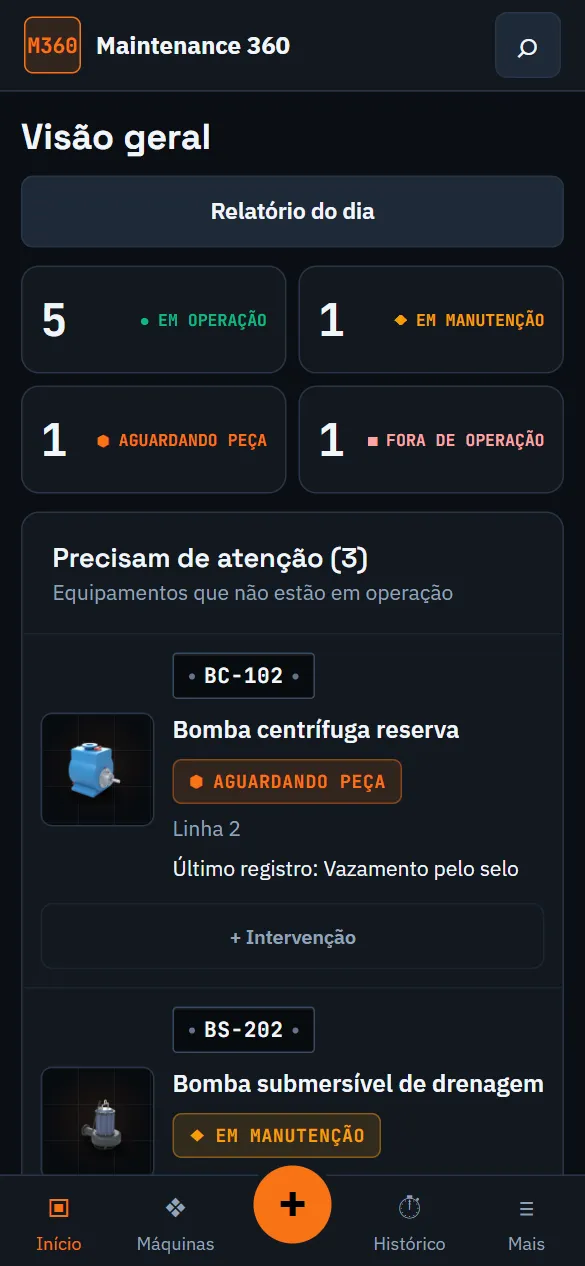 M360 Maintenance 360
Visão geral
Relatório do dia
5 EM OPERAÇÃO
1 EM MANUTENÇÃO
1 AGUARDANDO PEÇA
1 FORA DE OPERAÇÃO
Precisam de atenção (3)
Equipamentos que não estão em operação
BC-102
Bomba centrífuga reserva
AGUARDANDO PEÇA
Linha 2
Último registro: Vazamento pelo selo
+ Intervenção
BS-202
Bomba submersível de drenagem
EM MANUTENÇÃO
+
Início Máquinas Histórico Mais